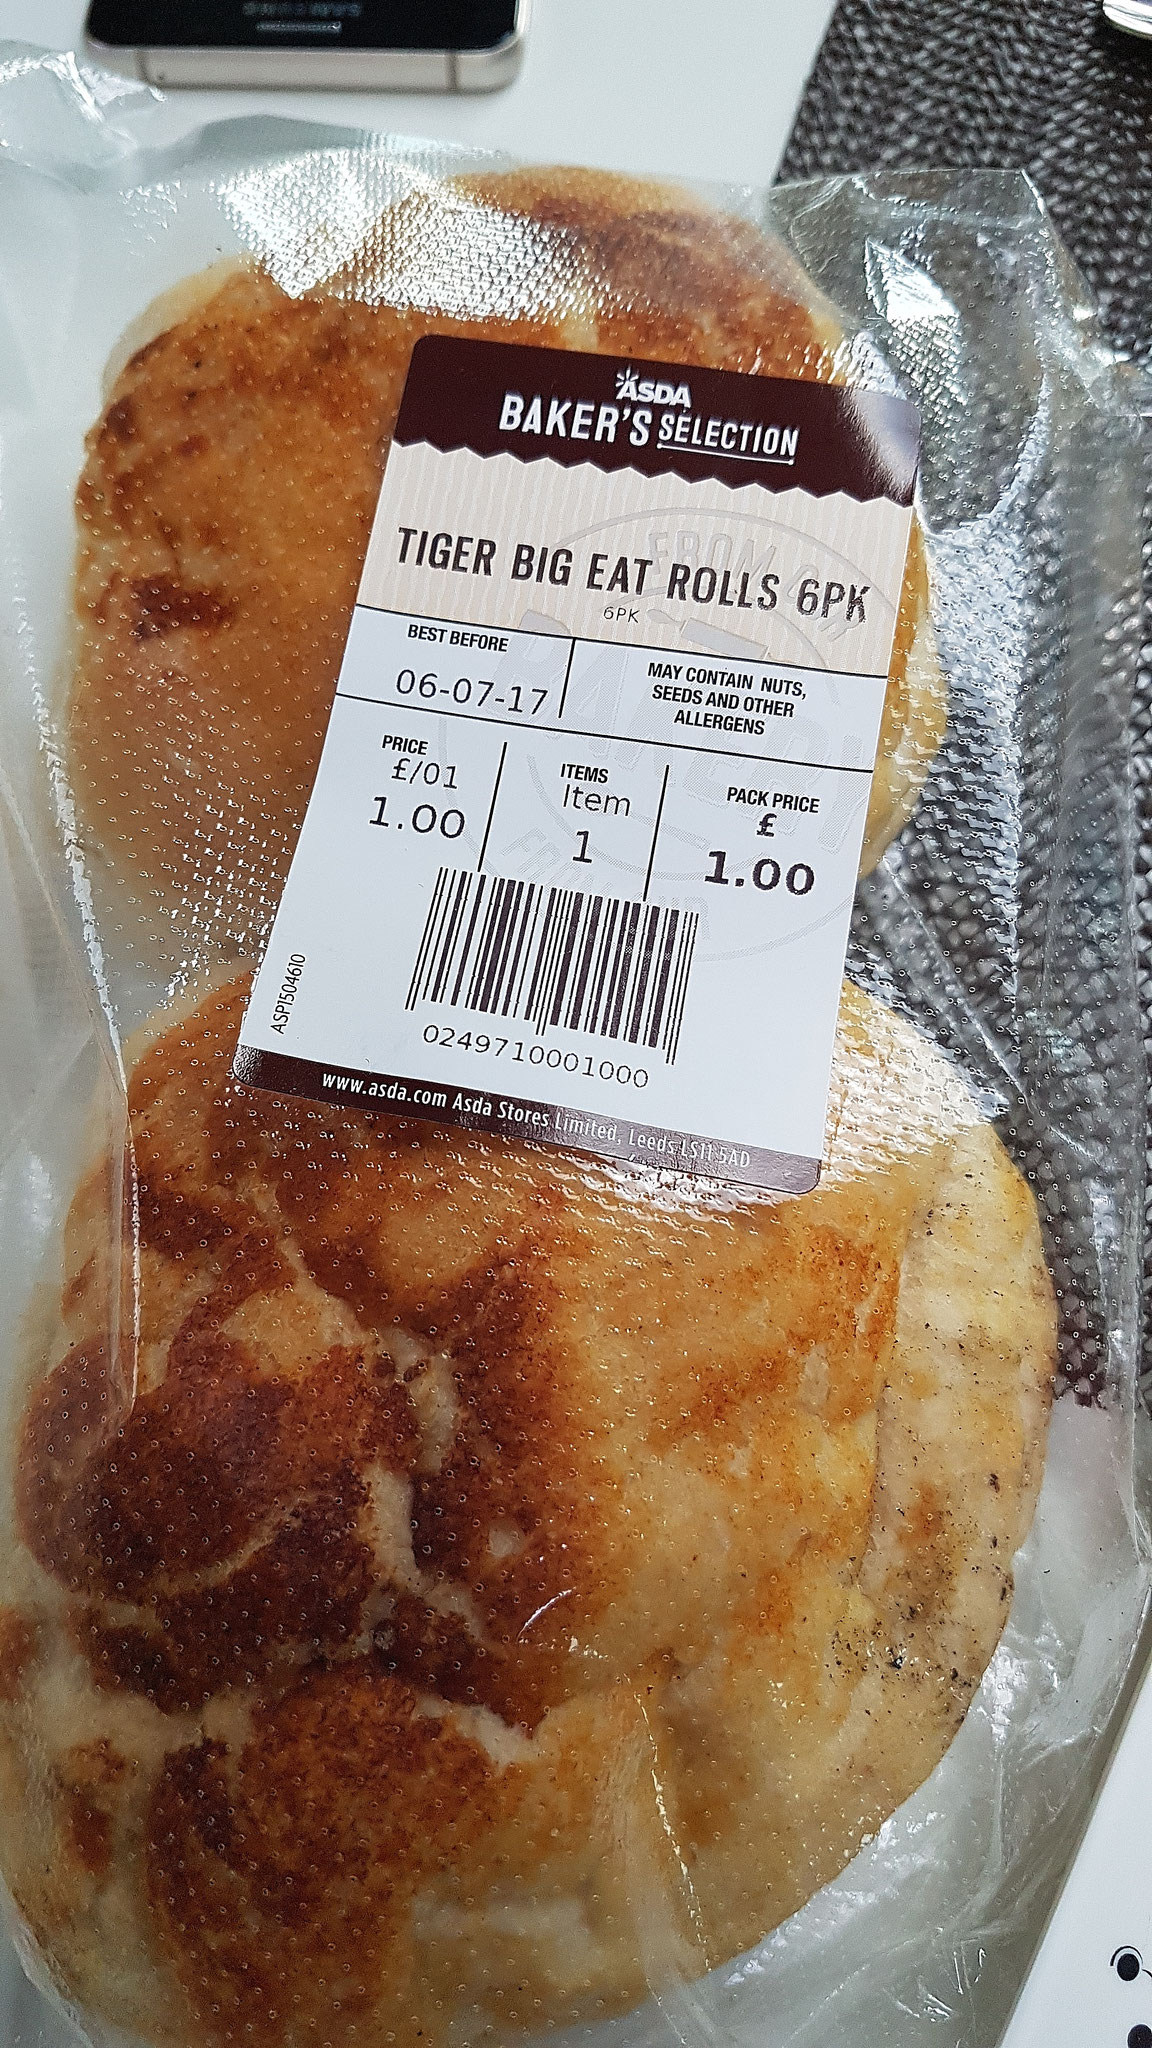 ASDA
BAKER'S SELECTION
TIGER BIG EAT ROLLS 6PK
6PK
BEST BEFORE
06-07-17
MAY CONTAIN NUTS,
SEEDS AND OTHER
ALLERGENS
PRICE
£/01
1.00
ITEMS
Item
1
PACK PRICE
£
1.00
ASP1504610
0249710001000
www.asda.com Asda Stores Limited, Leeds LS11 5AD